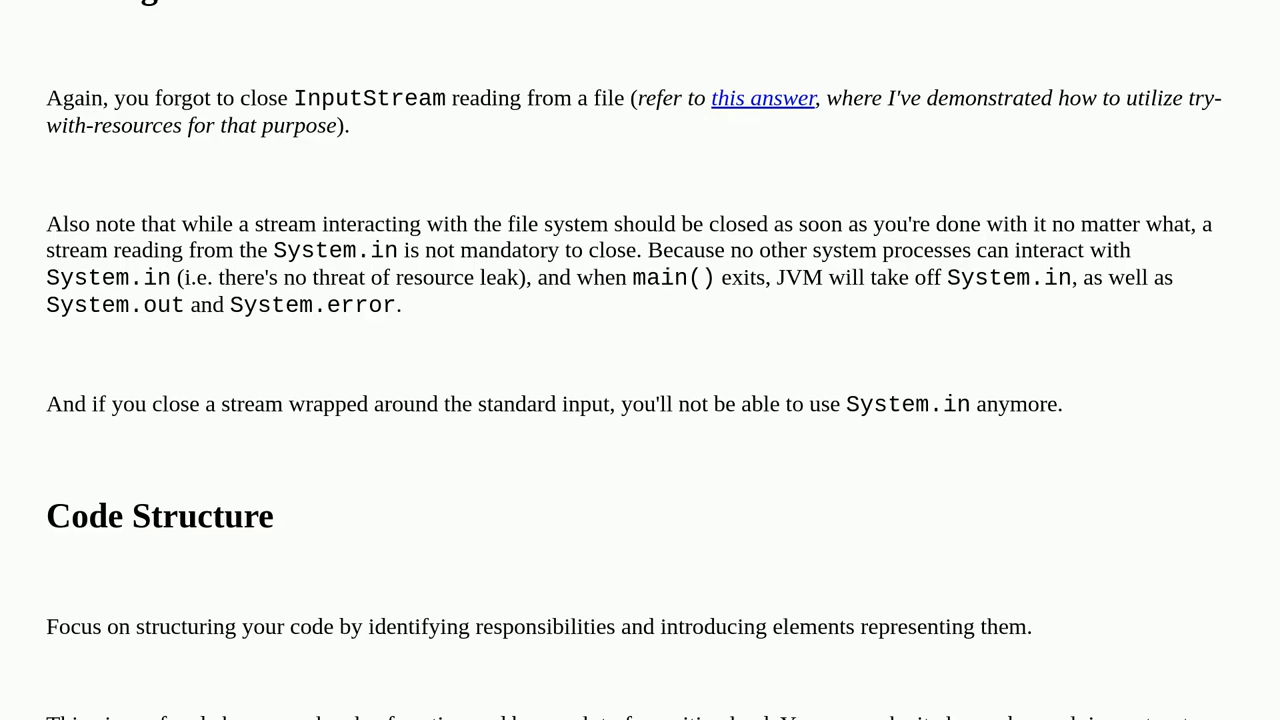 Again, you forgot to close InputStream reading from a file (refer to this answer, where I've demonstrated how to utilize try-
with-resources for that purpose).
Also note that while a stream interacting with the file system should be closed as soon as you're done with it no matter what, a
stream reading from the System.in is not mandatory to close. Because no other system processes can interact with
System.in (i.e. there's no threat of resource leak), and when main() exits, JVM will take off System.in, as well as
System.out and System.error.
And if you close a stream wrapped around the standard input, you'll not be able to use System.in anymore.
Code Structure
Focus on structuring your code by identifying responsibilities and introducing elements representing them.